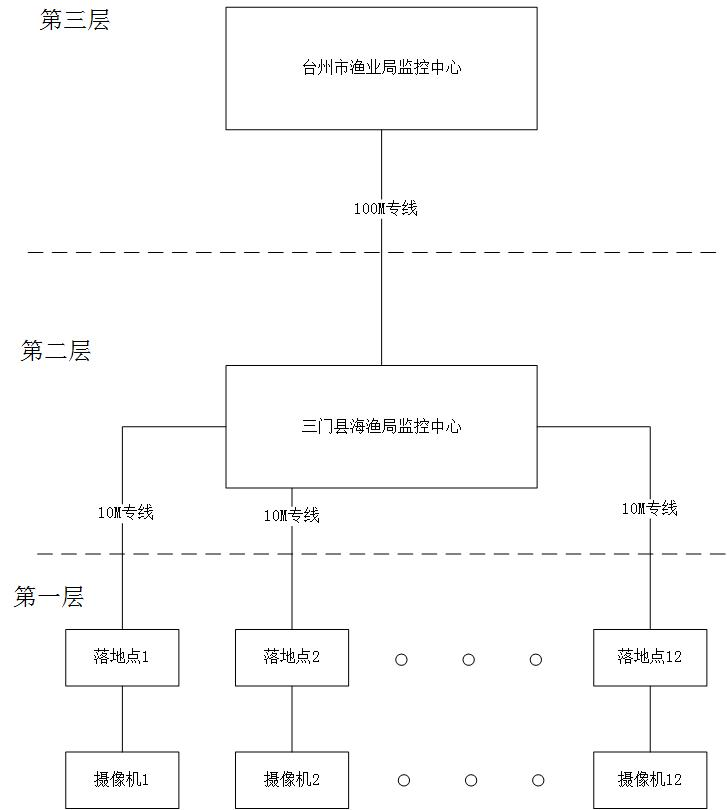 第三层
台州市渔业局监控中心
100M专线
第二层
三门县海渔局监控中心
10M专线
10M专线
10M专线
第一层
落地点1
落地点2
落地点12
摄像机1
摄像机2
摄像机12